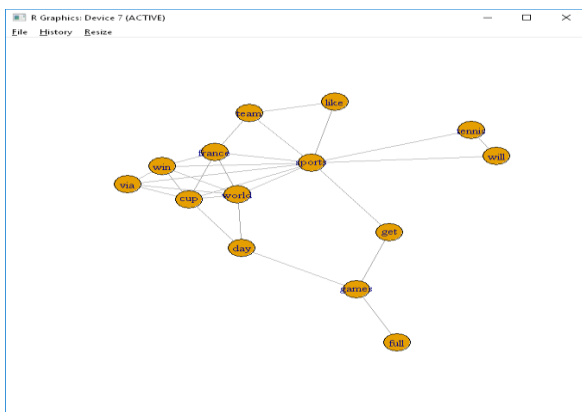 R Graphics: Device 7 (ACTIVE)
File History Resize
like
team
tennis
france
will
sports
win
via
world
cup
get
day
games
full